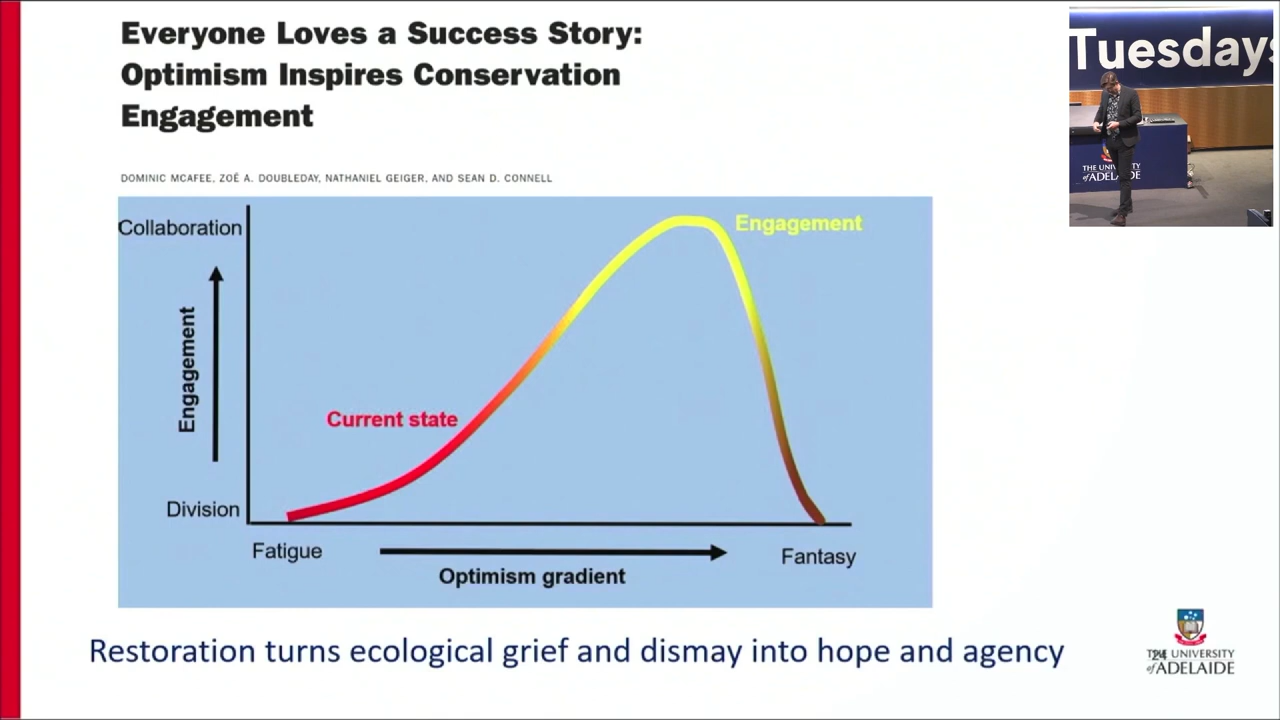 Everyone Loves a Success Story:
Optimism Inspires Conservation
Engagement
DOMINIC MCAFEE, ZOË A. DOUBLEDAY, NATHANIEL GEIGER, AND SEAN D. CONNELL
Collaboration
Engagement
Engagement
Current state
Division
Fatigue
Fantasy
Optimism gradient
Restoration turns ecological grief and dismay into hope and agency
24
UNIVERSITY
of ADELAIDE
Tuesdays
THE UNIVERSITY
of ADELAIDE